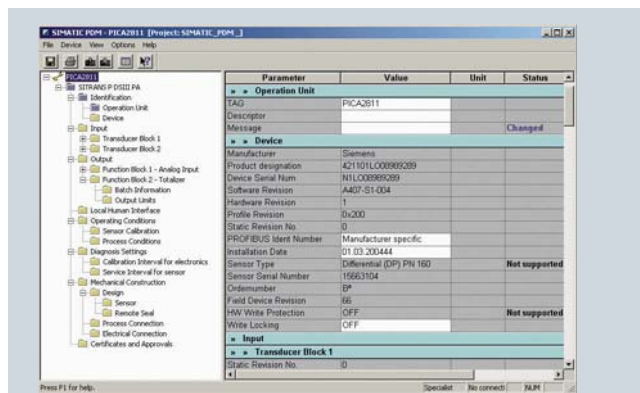 SIMATIC PDM - PICA2811 [Project: SIMATIC_PDM_]
File Device View Options Help
PICA2811
SITRANS P DSIII PA
Identification
Operation Unit
Device
Input
Transducer Block 1
Transducer Block 2
Output
Function Block 1 - Analog Input
Function Block 2 - Totalizer
Batch Information
Output Limits
Local Human Interface
Operating Conditions
Sensor Calibration
Process Conditions
Diagnosis Settings
Calibration Interval for electronics
Service Interval for sensor
Mechanical Construction
Design
Sensor
Remote Seal
Process Connection
Electrical Connection
Certificates and Approvals
Parameter Value Unit Status
» » Operation Unit
TAG PICA2811
Descriptor
Message Changed
» » Device
Manufacturer Siemens
Product designation 421101LO08989289
Device Serial Num N1LO08989289
Software Revision A407-S1-004
Hardware Revision 1
Profile Revision 0x200
Static Revision No. 0
PROFIBUS Ident Number Manufacturer specific
Installation Date 01.03.200444
Sensor Type Differential (DP) PN 160 Not supported
Sensor Serial Number 15663104
Ordernumber B*
Field Device Revision 66
HW Write Protection OFF Not supported
Write Locking OFF
» Input
» » Transducer Block 1
Static Revision No. 0
Press F1 for help. Specialist No connecti NUM